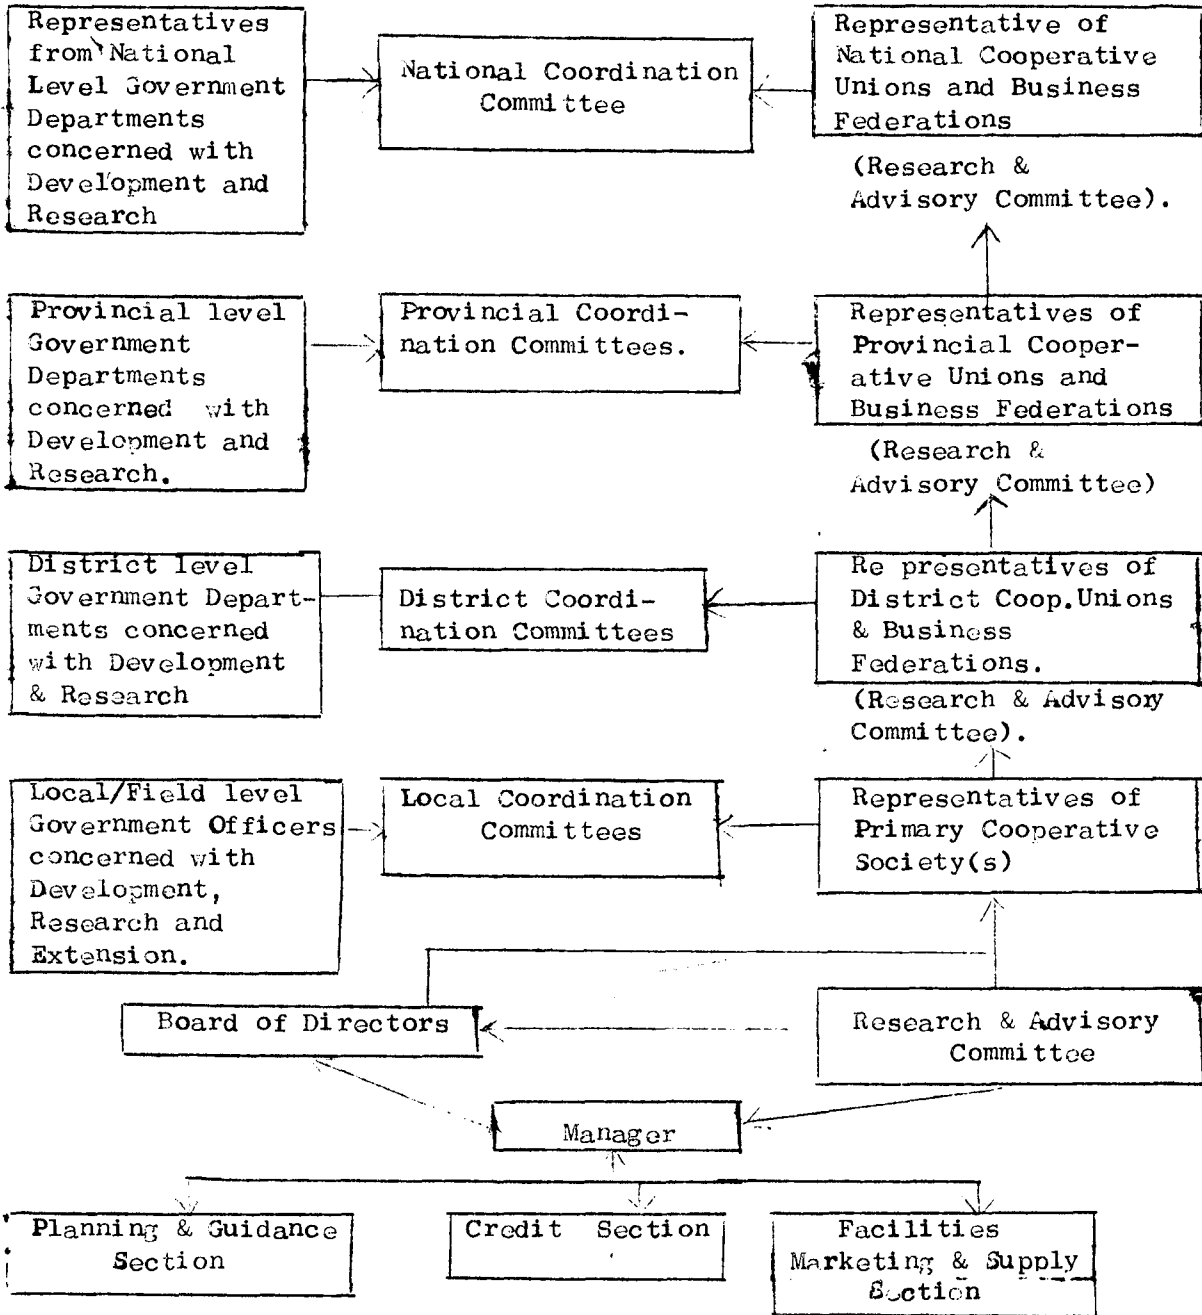 Representatives
from National
Level Government
Departments
concerned with
Development and
Research
National Coordination
Committee
Representative of
National Cooperative
Unions and Business
Federations
(Research &
Advisory Committee).
Provincial level
Government
Departments
concerned with
Development and
Research.
Provincial Coordi-
nation Committees.
Representatives of
Provincial Cooper-
ative Unions and
Business Federations
(Research &
Advisory Committee)
District level
Government Depart-
ments concerned
with Development
& Research
District Coordi-
nation Committees
Re presentatives of
District Coop.Unions
& Business
Federations.
(Research & Advisory
Committee).
Local/Field level
Government Officers
concerned with
Development,
Research and
Extension.
Local Coordination
Committees
Representatives of
Primary Cooperative
Society(s)
Board of Directors
Research & Advisory
Committee
Manager
Planning & Guidance
Section
Credit Section
Facilities
Marketing & Supply
Section